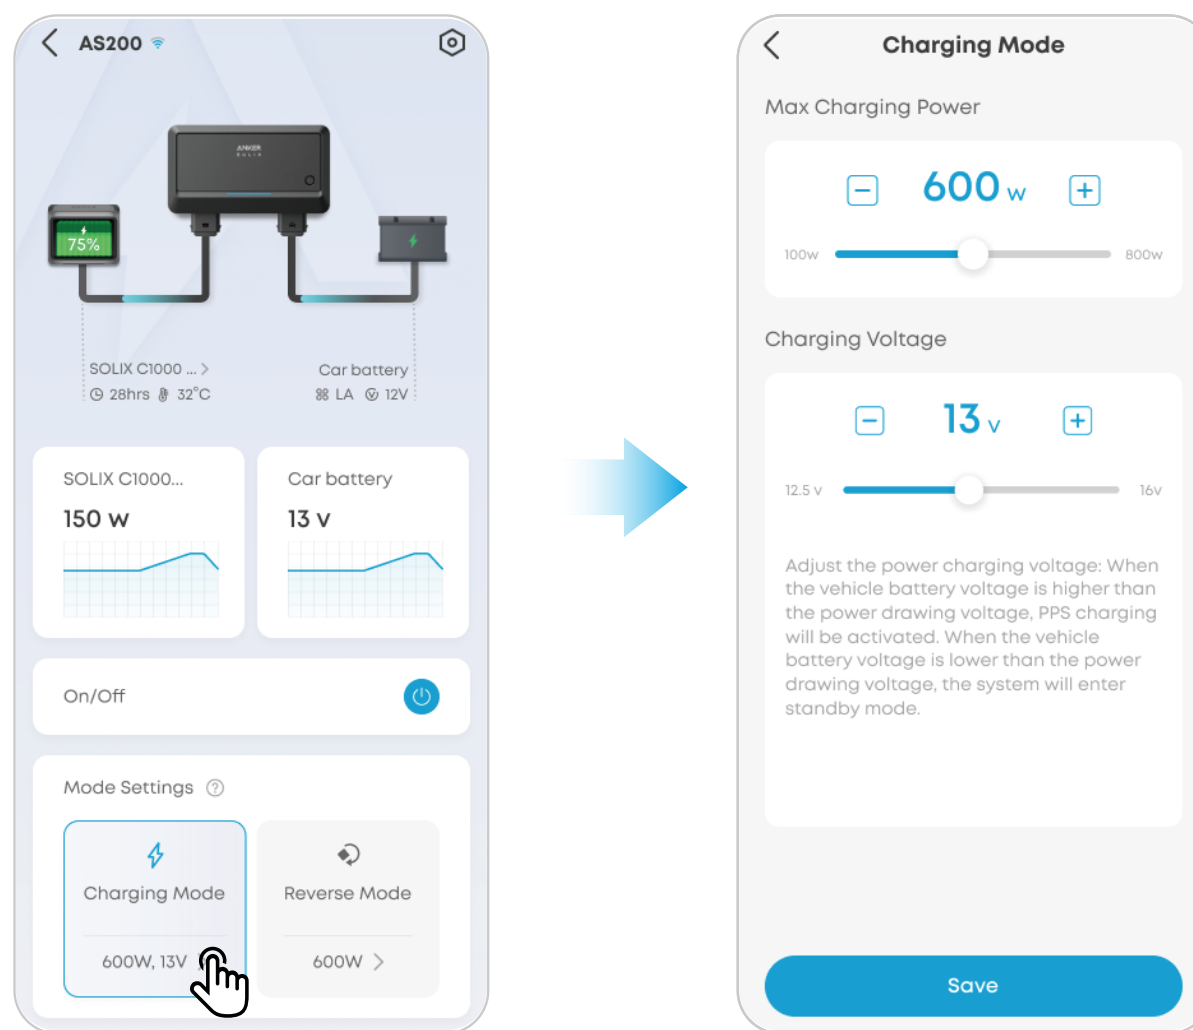 AS200
ANKER
SOLIX
75%
SOLIX C1000 ... >
28hrs 32°C
Car battery
LA 12V
SOLIX C1000...
150 w
Car battery
13 v
On/Off
Mode Settings ?
Charging Mode
600W, 13V
Reverse Mode
600W >
Charging Mode
Max Charging Power
− 600 w +
100w 800w
Charging Voltage
− 13 v +
12.5 v 16v
Adjust the power charging voltage: When
the vehicle battery voltage is higher than
the power drawing voltage, PPS charging
will be activated. When the vehicle
battery voltage is lower than the power
drawing voltage, the system will enter
standby mode.
Save